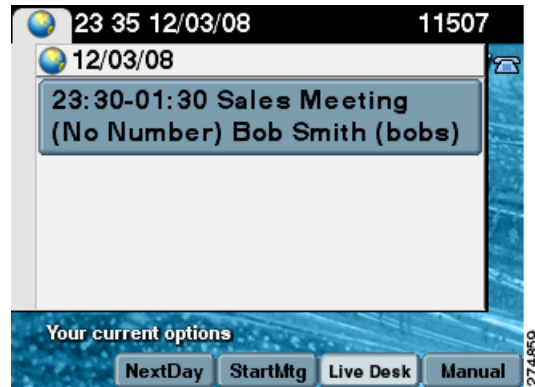 23 35 12/03/08 11507
12/03/08
23:30-01:30 Sales Meeting
(No Number) Bob Smith (bobs)
Your current options
NextDay StartMtg Live Desk Manual
274859